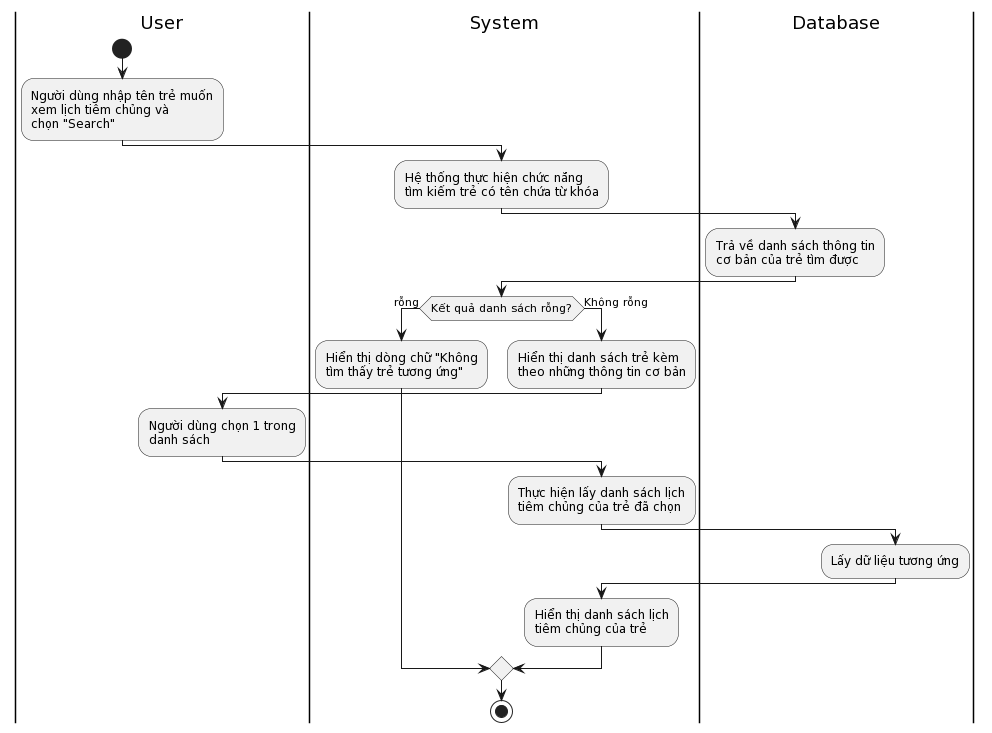 User
System
Database
Người dùng nhập tên trẻ muốn
xem lịch tiêm chủng và
chọn "Search"
Hệ thống thực hiện chức năng
tìm kiếm trẻ có tên chứa từ khóa
Trả về danh sách thông tin
cơ bản của trẻ tìm được
rỗng
Kết quả danh sách rỗng?
Không rỗng
Hiển thị dòng chữ "Không
tìm thấy trẻ tương ứng"
Hiển thị danh sách trẻ kèm
theo những thông tin cơ bản
Người dùng chọn 1 trong
danh sách
Thực hiện lấy danh sách lịch
tiêm chủng của trẻ đã chọn
Lấy dữ liệu tương ứng
Hiển thị danh sách lịch
tiêm chủng của trẻ